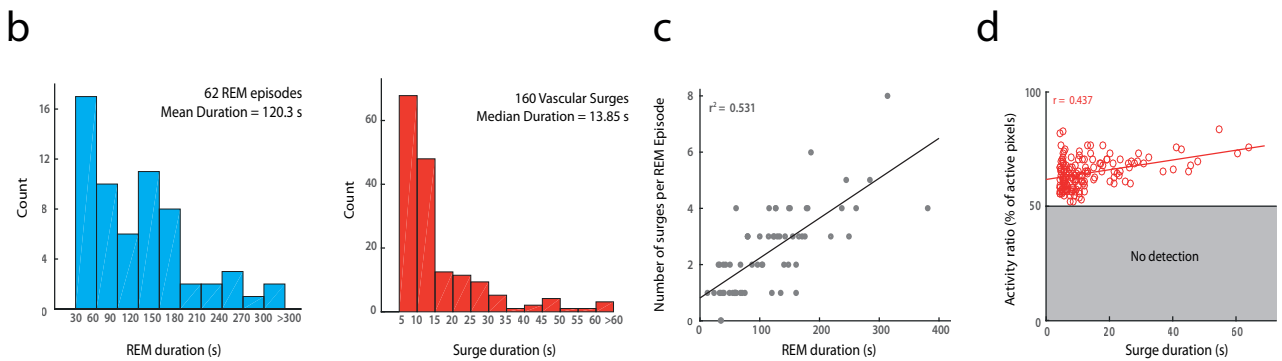 b
62 REM episodes
Mean Duration = 120.3 s
Count
16
12
8
4
0
30 60 90 120 150 180 210 240 270 300 >300
REM duration (s)
160 Vascular Surges
Median Duration = 13.85 s
Count
60
40
20
0
5 10 15 20 25 30 35 40 45 50 55 60 >60
Surge duration (s)
c
r² = 0.531
Number of surges per REM Episode
8
6
4
2
0
0 100 200 300 400
REM duration (s)
d
r = 0.437
Activity ratio (% of active pixels)
100
50
0
No detection
0 20 40 60
Surge duration (s)